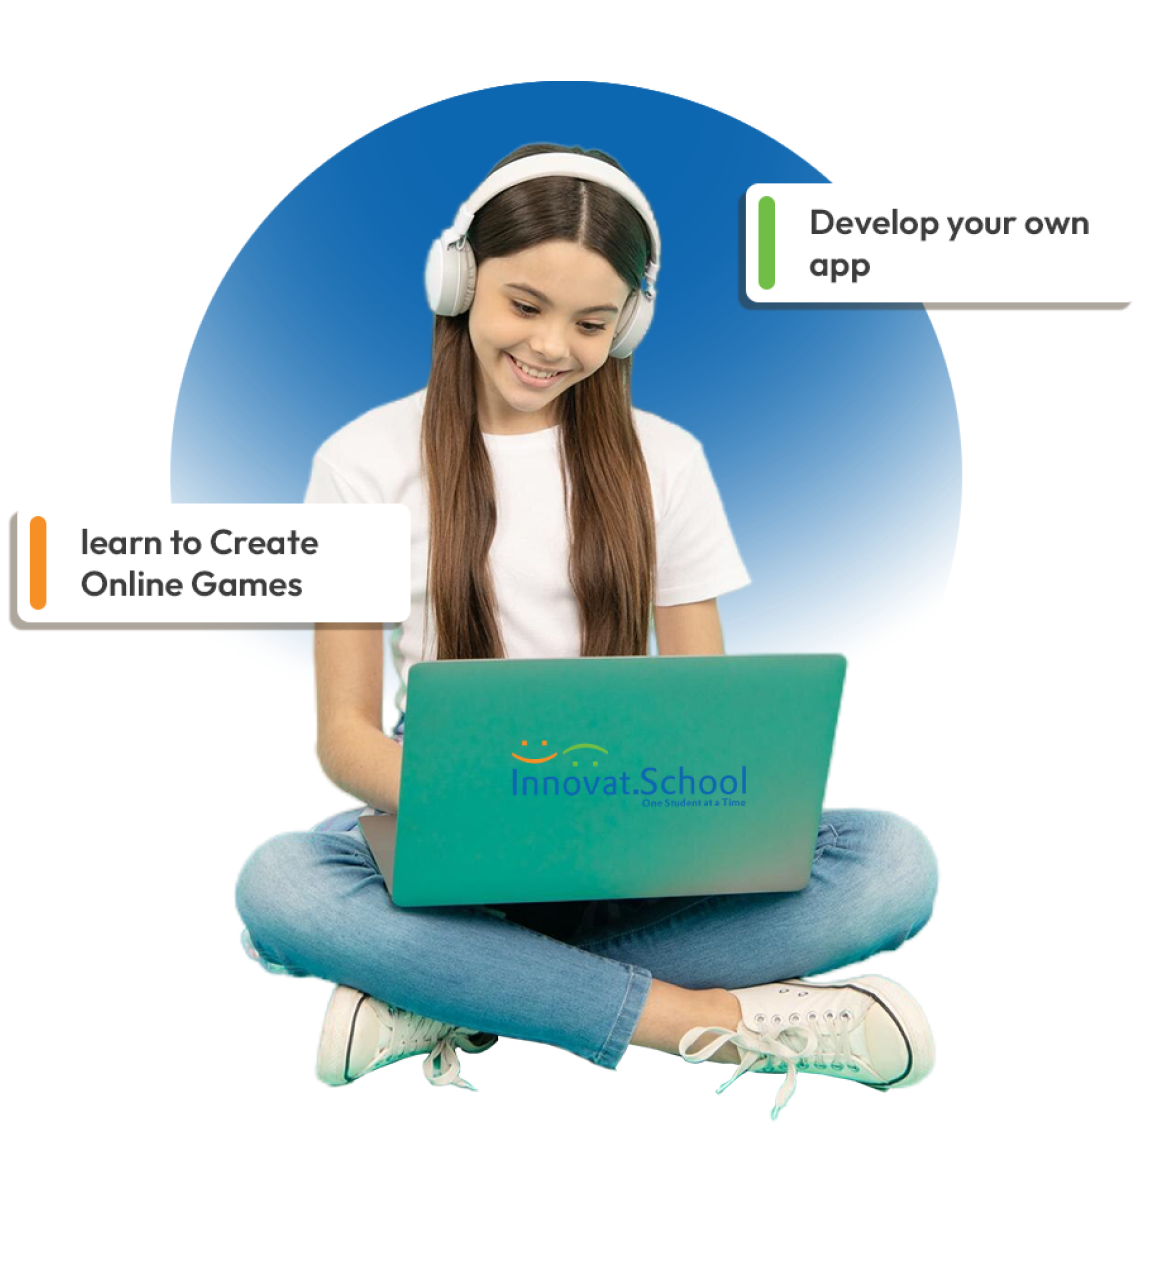 Develop your own
app
learn to Create
Online Games
Innovat.School
One Student at a Time